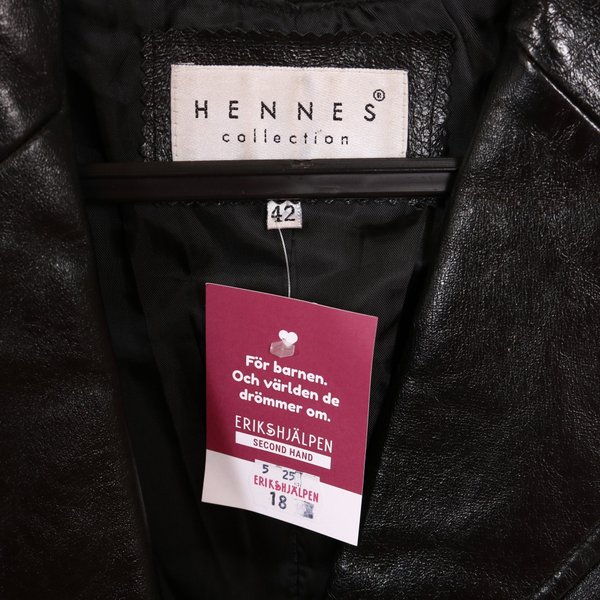 HENNES®
collection
42
För barnen.
Och världen de
drömmer om.
ERIKSHJÄLPEN
SECOND HAND
5 25
ERIKSHJÄLPEN
18